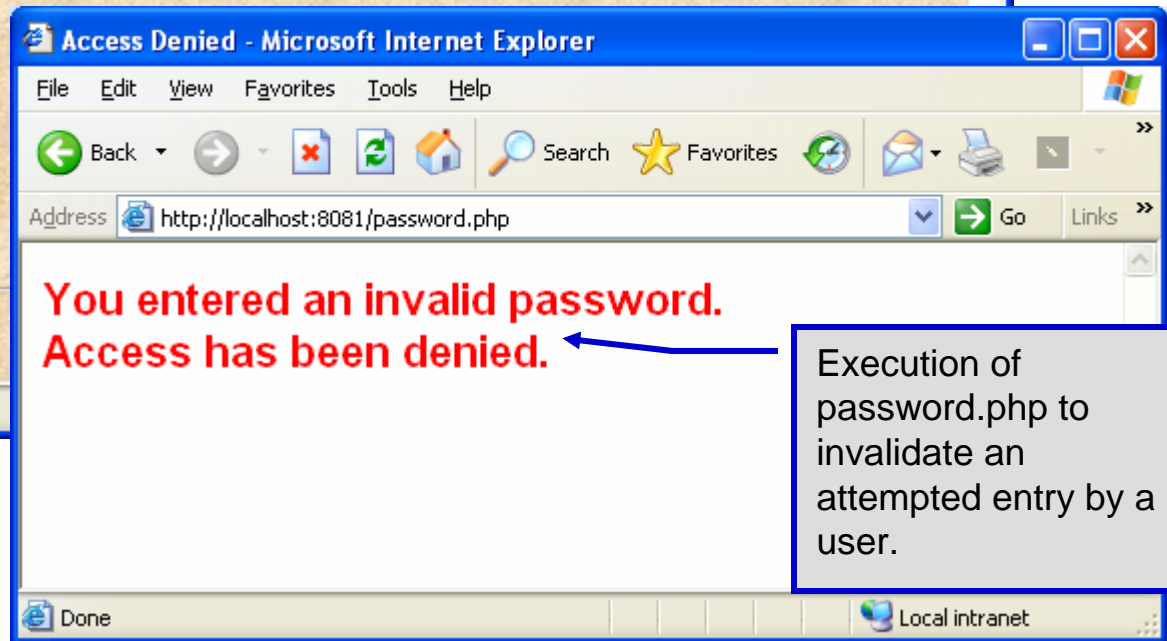 Access Denied - Microsoft Internet Explorer
File Edit View Favorites Tools Help
Back Search Favorites »
Address http://localhost:8081/password.php Go Links »
You entered an invalid password.
Access has been denied.
Execution of
password.php to
invalidate an
attempted entry by a
user.
Done Local intranet